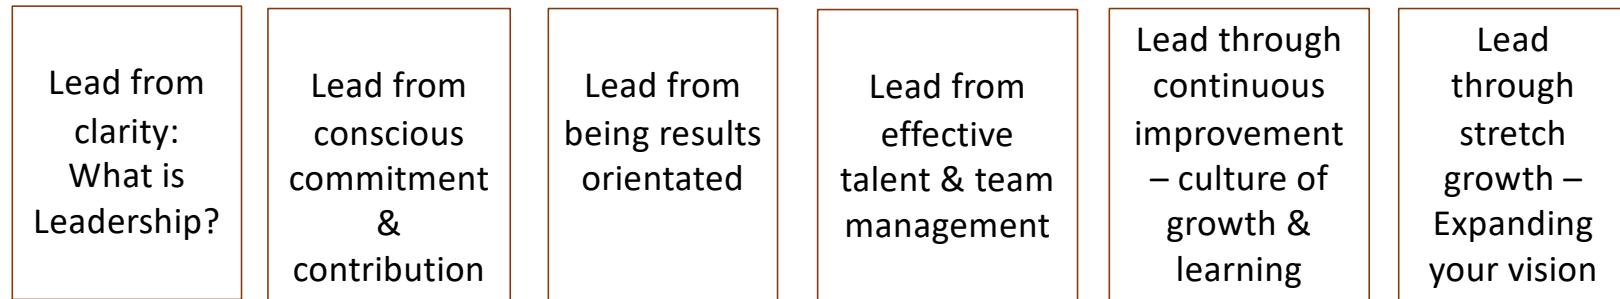 Lead from
clarity:
What is
Leadership?
Lead from
conscious
commitment
&
contribution
Lead from
being results
orientated
Lead from
effective
talent & team
management
Lead through
continuous
improvement
– culture of
growth &
learning
Lead
through
stretch
growth –
Expanding
your vision